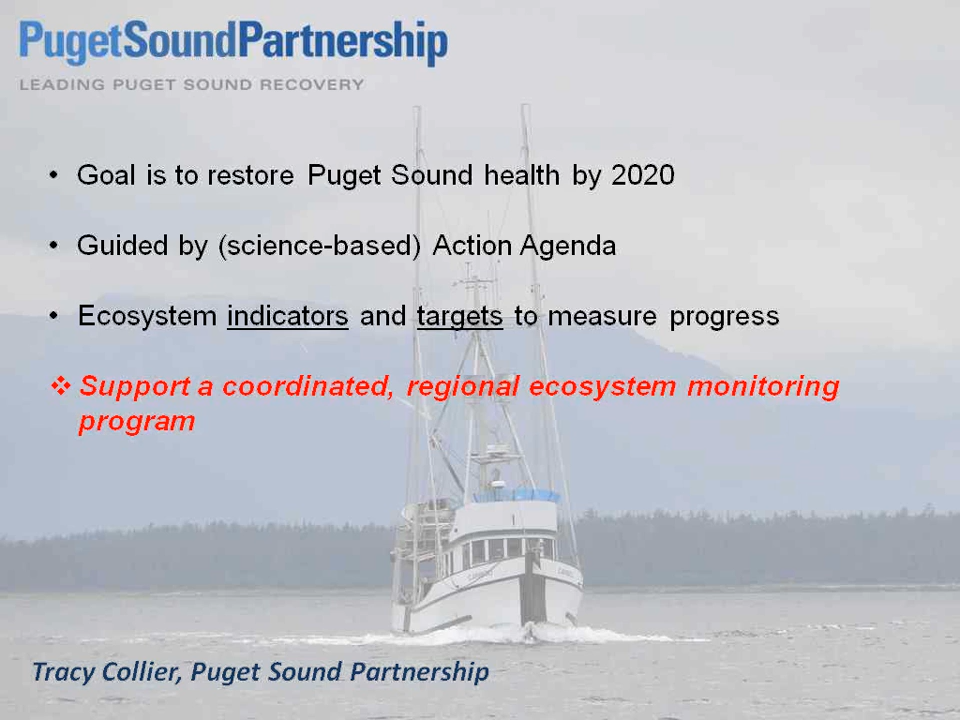 PugetSoundPartnership
LEADING PUGET SOUND RECOVERY
• Goal is to restore Puget Sound health by 2020
• Guided by (science-based) Action Agenda
• Ecosystem indicators and targets to measure progress
❖ Support a coordinated, regional ecosystem monitoring
program
Tracy Collier, Puget Sound Partnership